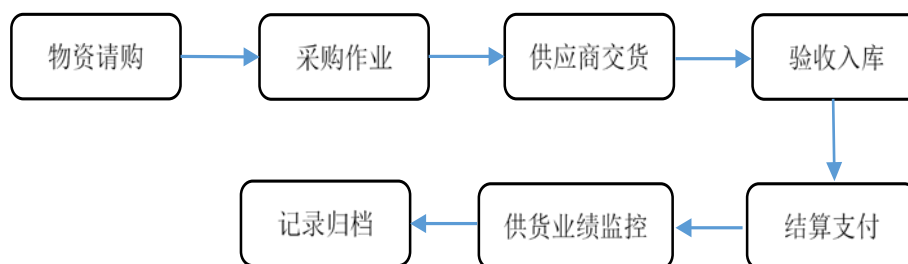 物资请购
采购作业
供应商交货
验收入库
结算支付
供货业绩监控
记录归档